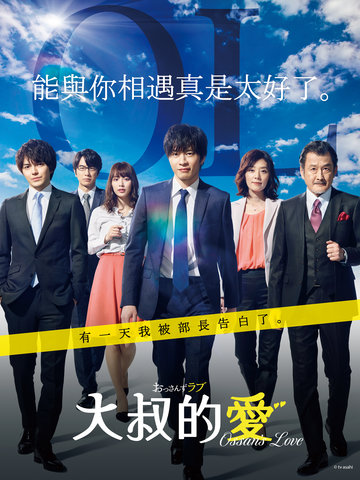 OL
能與你相遇真是太好了。
有一天我被部長告白了。
おっさんずラブ
大叔的愛
Ossan's Love
© tv asahi